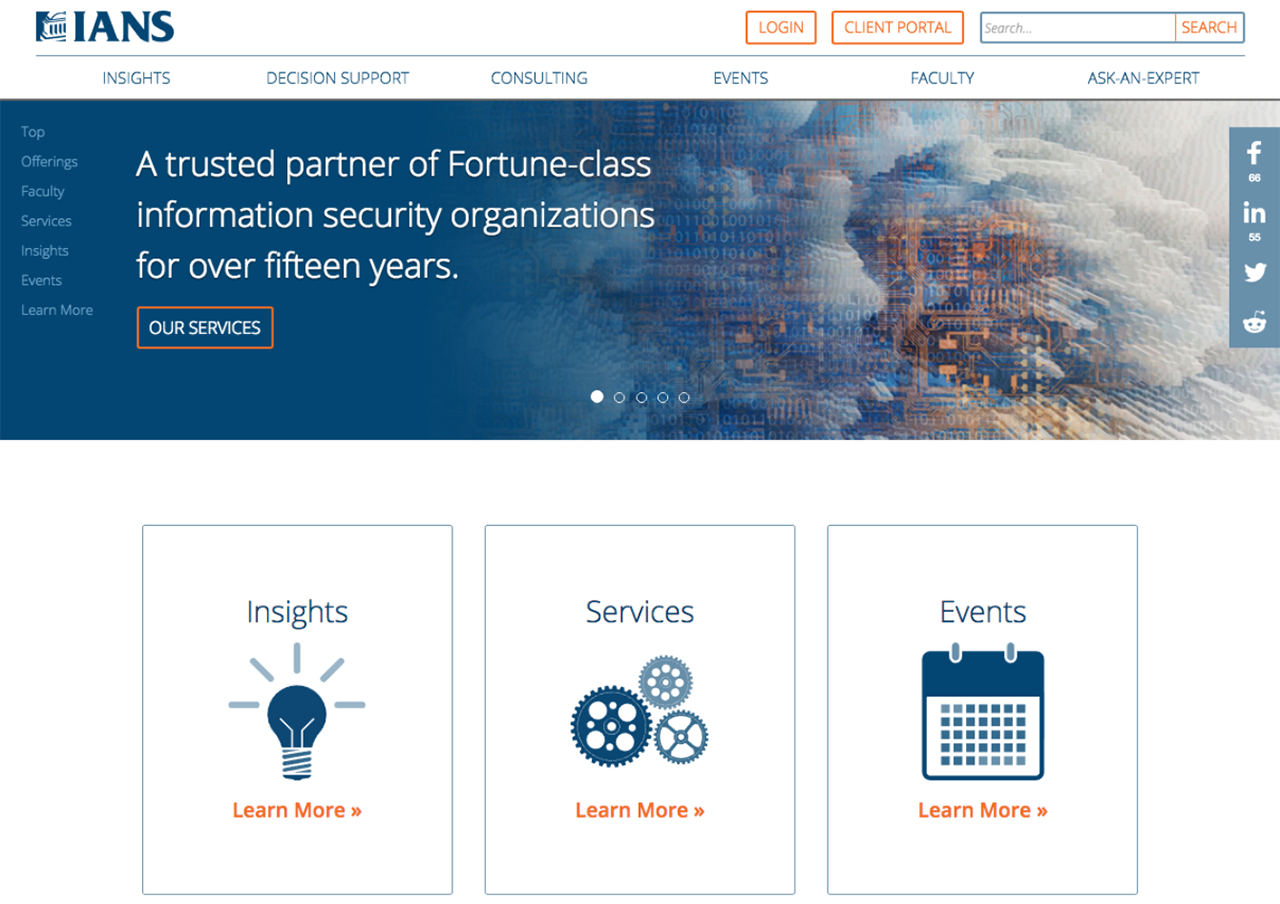 IANS
LOGIN
CLIENT PORTAL
Search...
SEARCH
INSIGHTS
DECISION SUPPORT
CONSULTING
EVENTS
FACULTY
ASK-AN-EXPERT
Top
Offerings
Faculty
Services
Insights
Events
Learn More
A trusted partner of Fortune-class
information security organizations
for over fifteen years.
OUR SERVICES
66
in
55
Insights
Learn More »
Services
Learn More »
Events
Learn More »